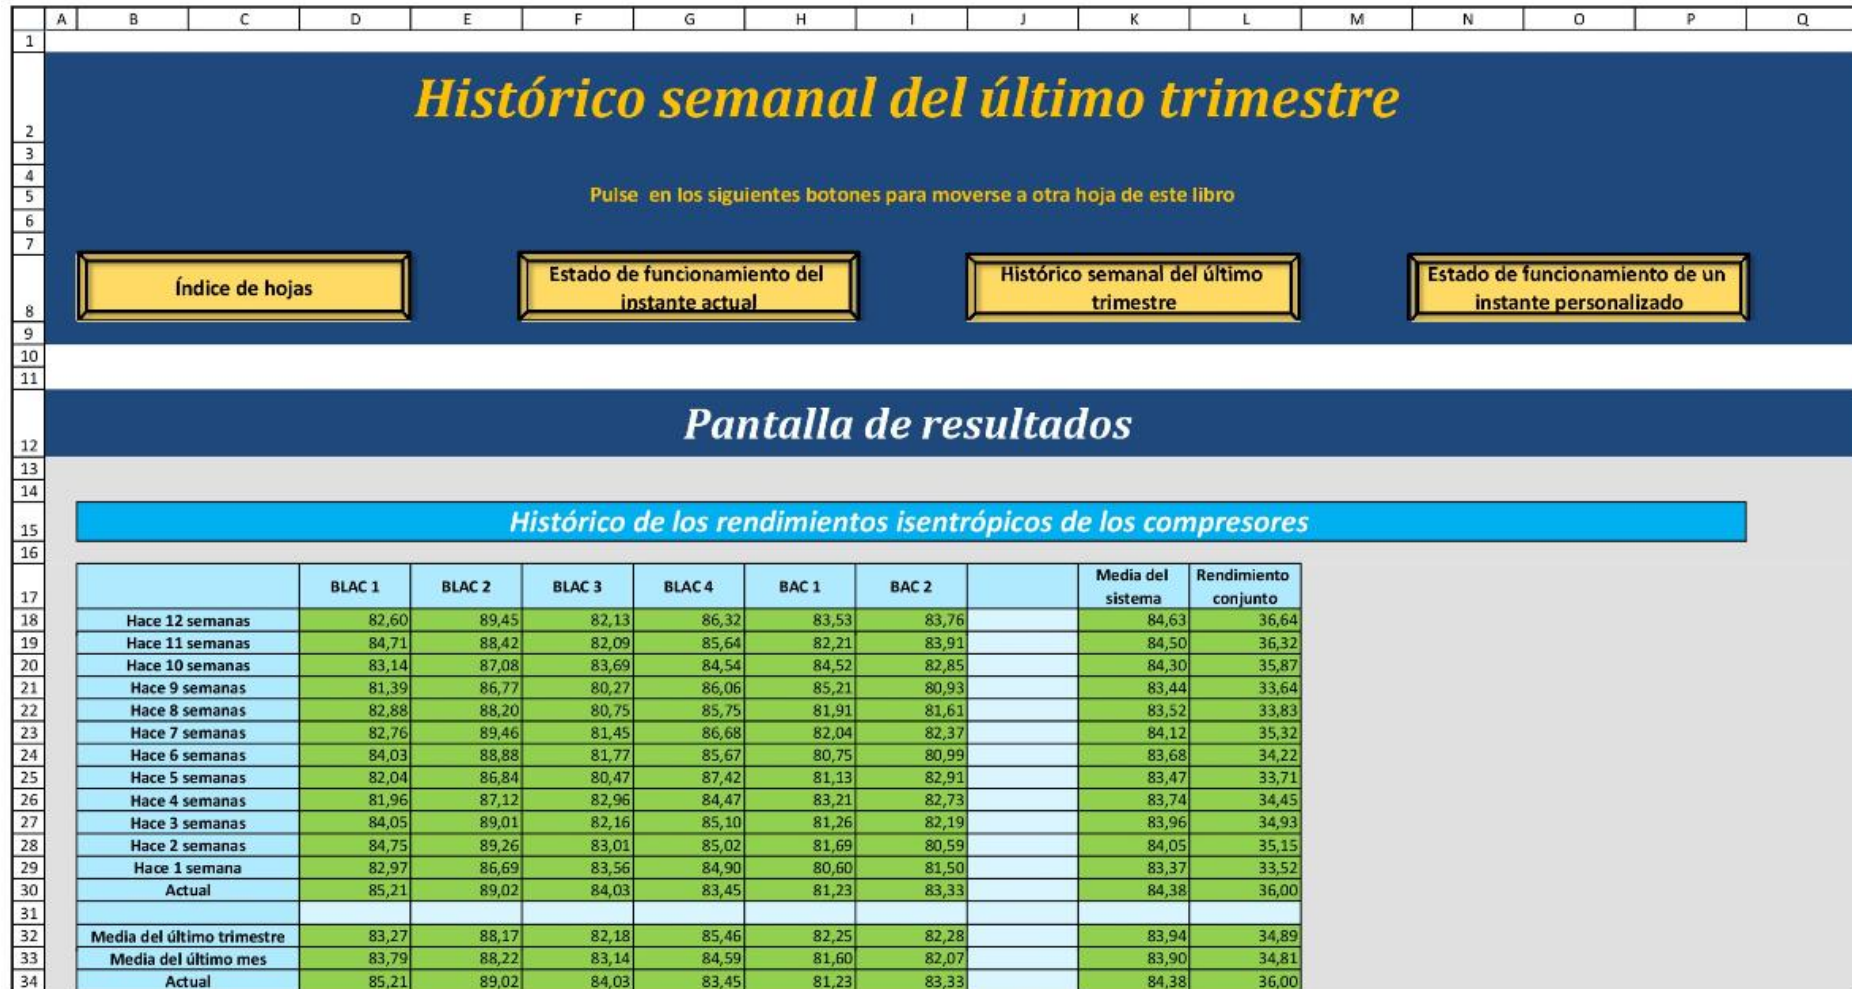 A B C D E F G H I J K L M N O P Q
1
Histórico semanal del último trimestre
2
3
4
Pulse en los siguientes botones para moverse a otra hoja de este libro
5
6
7
Índice de hojas
Estado de funcionamiento del
instante actual
Histórico semanal del último
trimestre
Estado de funcionamiento de un
instante personalizado
8
9
10
11
Pantalla de resultados
12
13
14
Histórico de los rendimientos isentrópicos de los compresores
15
16
17 BLAC 1 BLAC 2 BLAC 3 BLAC 4 BAC 1 BAC 2 Media del sistema Rendimiento conjunto
18 Hace 12 semanas 82,60 89,45 82,13 86,32 83,53 83,76 84,63 36,64
19 Hace 11 semanas 84,71 88,42 82,09 85,64 82,21 83,91 84,50 36,32
20 Hace 10 semanas 83,14 87,08 83,69 84,54 84,52 82,85 84,30 35,87
21 Hace 9 semanas 81,39 86,77 80,27 86,06 85,21 80,93 83,44 33,64
22 Hace 8 semanas 82,88 88,20 80,75 85,75 81,91 81,61 83,52 33,83
23 Hace 7 semanas 82,76 89,46 81,45 86,68 82,04 82,37 84,12 35,32
24 Hace 6 semanas 84,03 88,88 81,77 85,67 80,75 80,99 83,68 34,22
25 Hace 5 semanas 82,04 86,84 80,47 87,42 81,13 82,91 83,47 33,71
26 Hace 4 semanas 81,96 87,12 82,96 84,47 83,21 82,73 83,74 34,45
27 Hace 3 semanas 84,05 89,01 82,16 85,10 81,26 82,19 83,96 34,93
28 Hace 2 semanas 84,75 89,26 83,01 85,02 81,69 80,59 84,05 35,15
29 Hace 1 semana 82,97 86,69 83,56 84,90 80,60 81,50 83,37 33,52
30 Actual 85,21 89,02 84,03 83,45 81,23 83,33 84,38 36,00
31
32 Media del último trimestre 83,27 88,17 82,18 85,46 82,25 82,28 83,94 34,89
33 Media del último mes 83,79 88,22 83,14 84,59 81,60 82,07 83,90 34,81
34 Actual 85,21 89,02 84,03 83,45 81,23 83,33 84,38 36,00